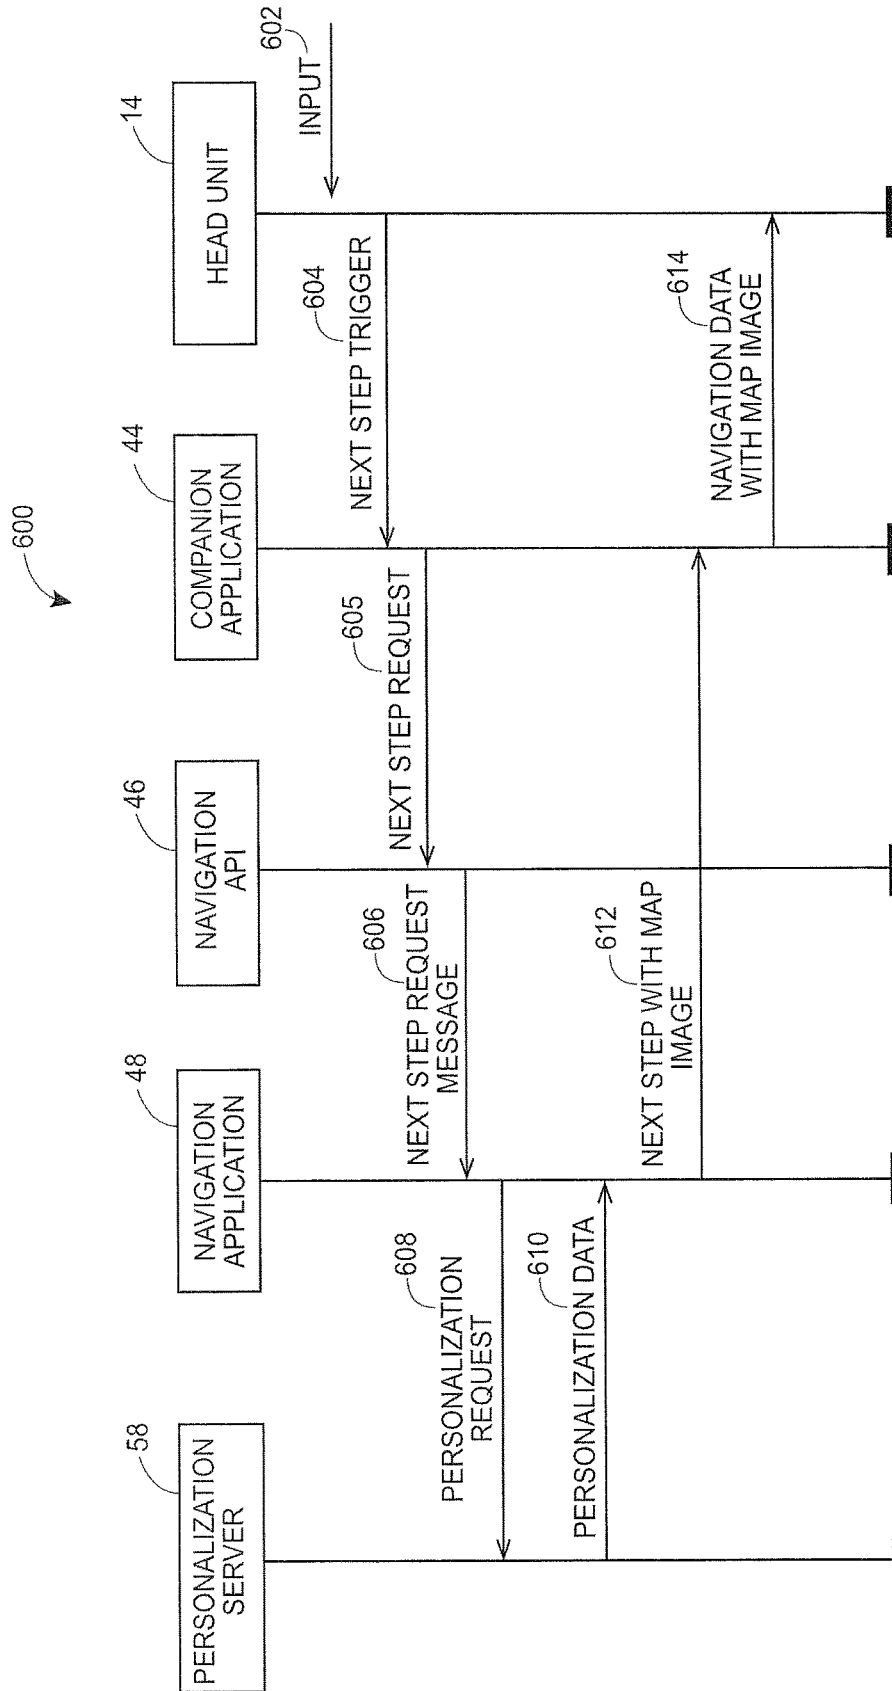 600
58
PERSONALIZATION
SERVER
48
NAVIGATION
APPLICATION
46
NAVIGATION
API
44
COMPANION
APPLICATION
14
HEAD UNIT
602
INPUT
604
NEXT STEP TRIGGER
605
NEXT STEP REQUEST
606
NEXT STEP REQUEST
MESSAGE
608
PERSONALIZATION
REQUEST
610
PERSONALIZATION DATA
612
NEXT STEP WITH MAP
IMAGE
614
NAVIGATION DATA
WITH MAP IMAGE